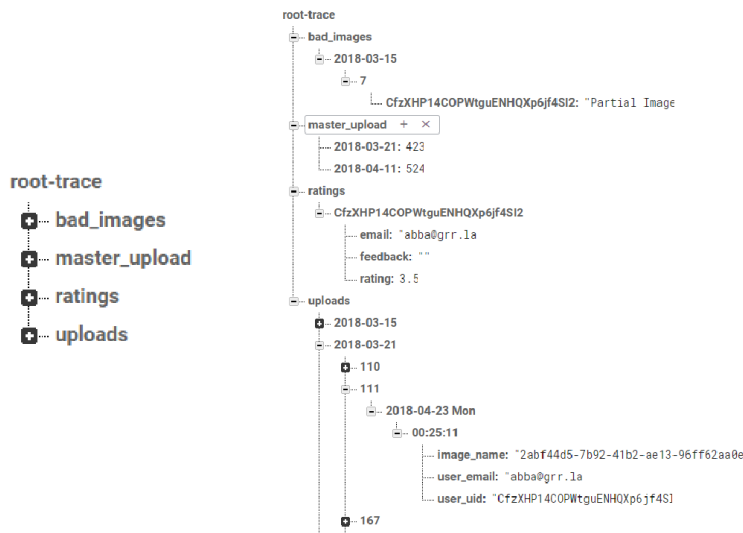 root-trace
bad_images
master_upload
ratings
uploads
root-trace
bad_images
2018-03-15
7
CfzXHP14COPWtguENHQXp6jf4SI2: "Partial Image
master_upload + ×
2018-03-21: 423
2018-04-11: 524
ratings
CfzXHP14COPWtguENHQXp6jf4SI2
email: "abba@grr.la
feedback: ""
rating: 3.5
uploads
2018-03-15
2018-03-21
110
111
2018-04-23 Mon
00:25:11
image_name: "2abf44d5-7b92-41b2-ae13-96ff62aa0e
user_email: "abba@grr.la
user_uid: "CfzXHP14COPWtguENHQXp6jf4SI
167